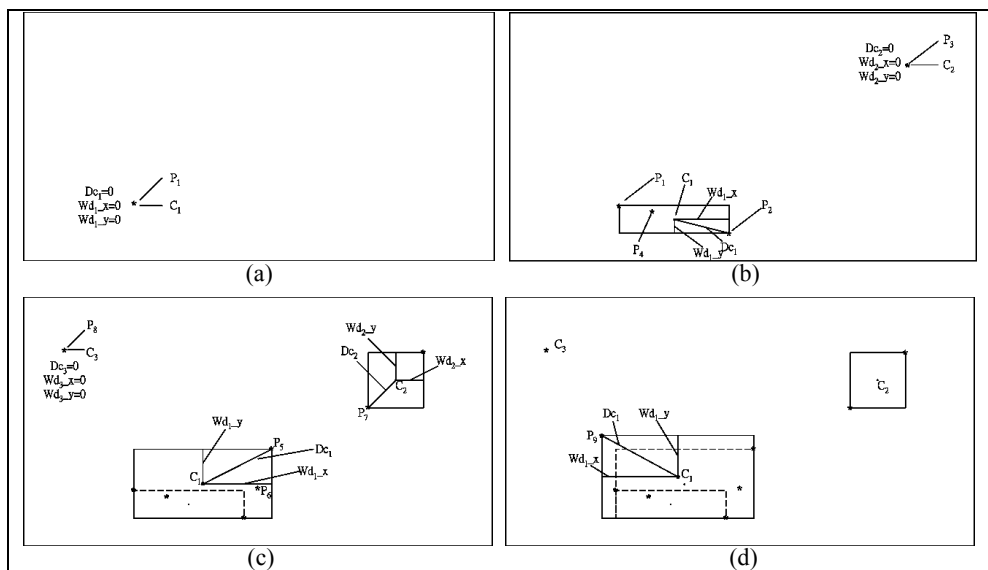 P₁
Dc₁=0
Wd₁_x=0
C₁
Wd₁_y=0
(a)
P₃
Dc₂=0
Wd₂_x=0
C₂
Wd₂_y=0
P₁
C₁
Wd₁_x
P₂
P₄
Wd₁_y
Dc₁
(b)
P₈
C₃
Dc₃=0
Wd₃_x=0
Wd₃_y=0
Wd₂_y
Dc₂
Wd₂_x
C₂
P₇
Wd₁_y
P₅
Dc₁
Wd₁_x
C₁
P₆
(c)
C₃
C₂
Dc₁
Wd₁_y
P₉
Wd₁_x
C₁
(d)